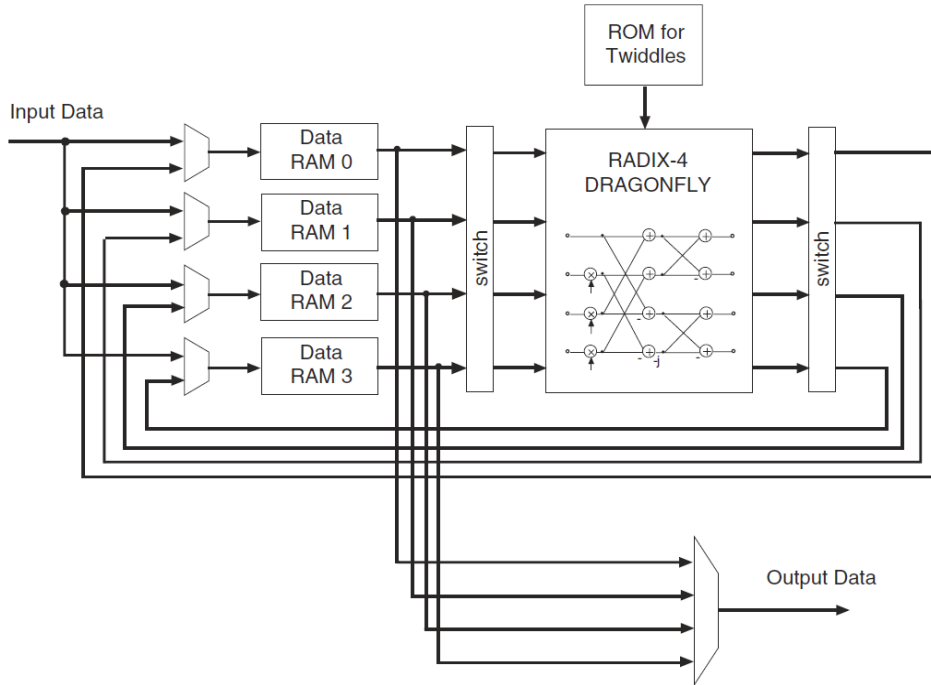 ROM for
Twiddles
Input Data
Data
RAM 0
Data
RAM 1
Data
RAM 2
Data
RAM 3
switch
RADIX-4
DRAGONFLY
-
-
-
-j
-
-
switch
Output Data